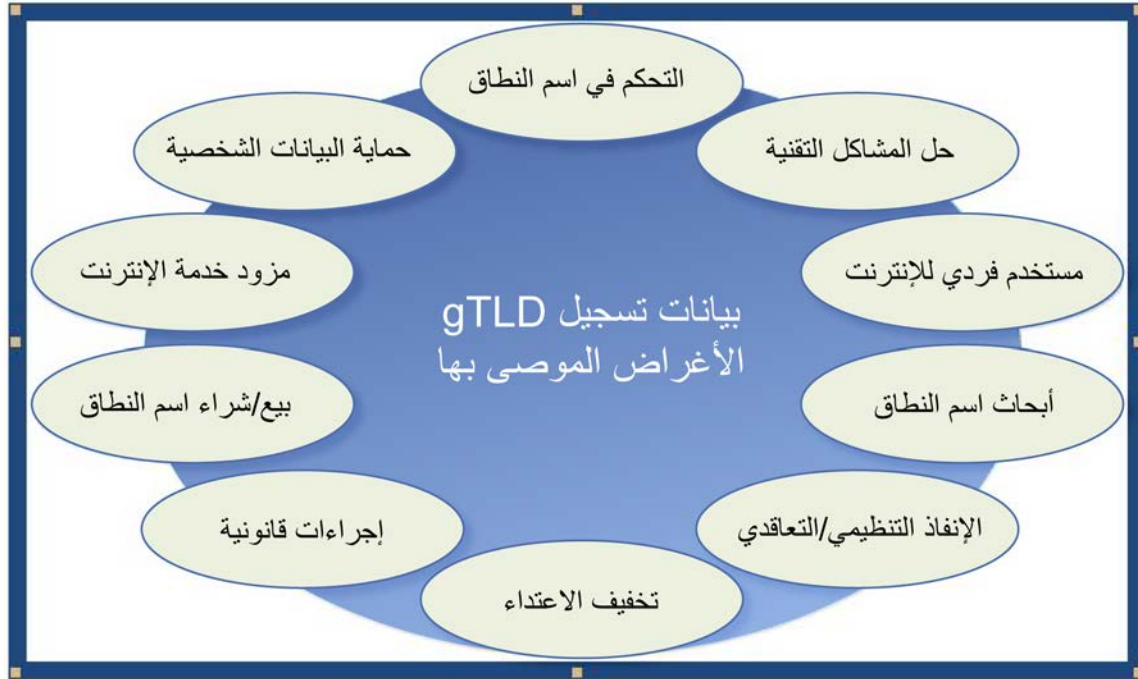 التحكم في اسم النطاق
حل المشاكل التقنية
حماية البيانات الشخصية
مستخدم فردي للإنترنت
مزود خدمة الإنترنت
بيانات تسجيل gTLD
الأغراض الموصى بها
أبحاث اسم النطاق
بيع/شراء اسم النطاق
الإنفاذ التنظيمي/التعاقدي
إجراءات قانونية
تخفيف الاعتداء